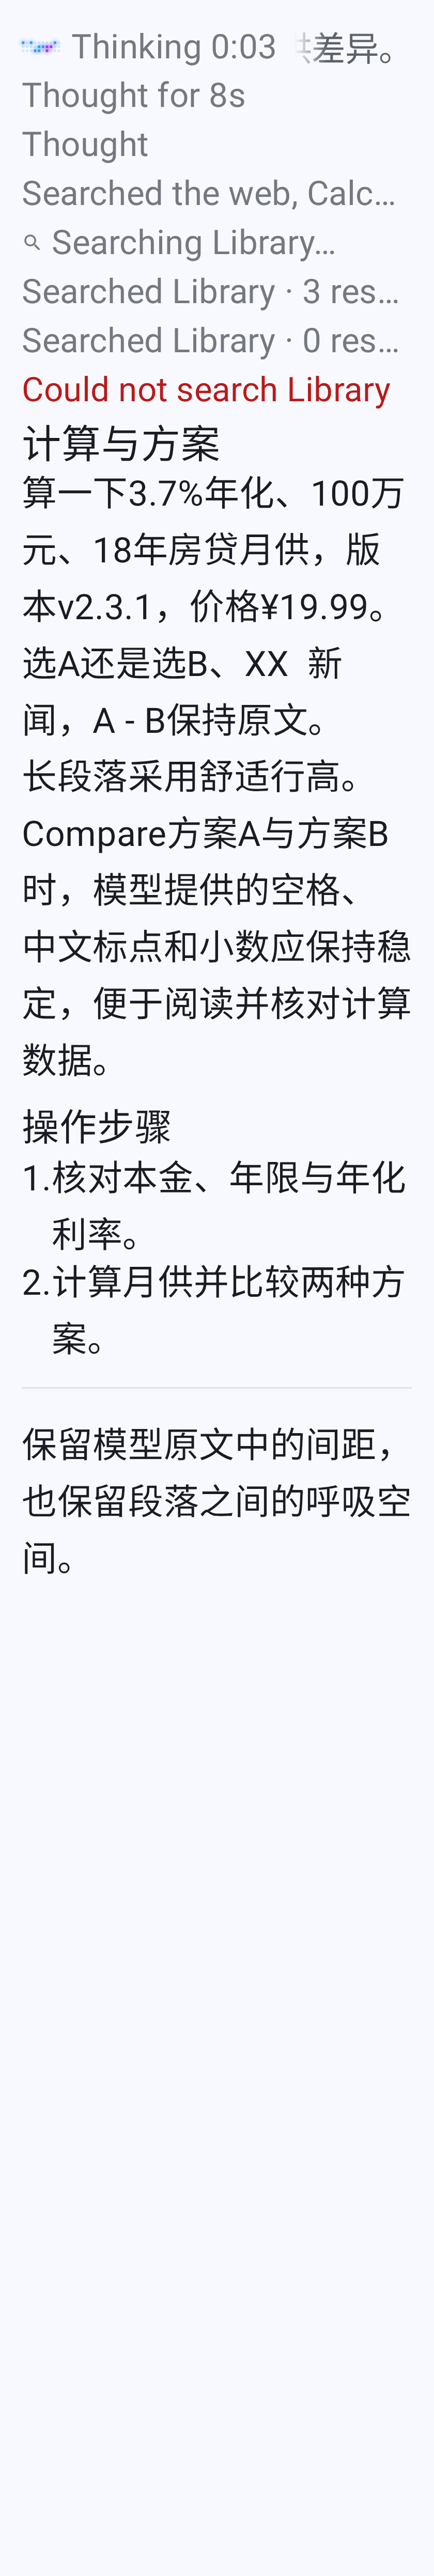 Thinking 0:03 差异。
Thought for 8s
Thought
Searched the web, Calc…
Searching Library…
Searched Library · 3 res…
Searched Library · 0 res…
Could not search Library
计算与方案
算一下3.7%年化、100万
元、18年房贷月供，版
本v2.3.1，价格¥19.99。
选A还是选B、XX  新
闻，A - B保持原文。
长段落采用舒适行高。
Compare方案A与方案B
时，模型提供的空格、
中文标点和小数应保持稳
定，便于阅读并核对计算
数据。
操作步骤
1.核对本金、年限与年化
利率。
2.计算月供并比较两种方
案。
保留模型原文中的间距，
也保留段落之间的呼吸空
间。